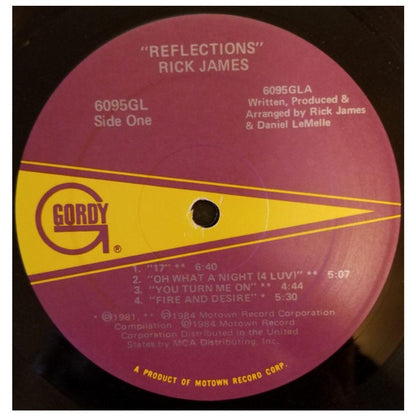 "REFLECTIONS"
RICK JAMES
6095GL
Side One
6095GLA
Written, Produced &
Arranged by Rick James
& Daniel LeMelle
GORDY
®
1. "17" ** 6:40
2. "OH WHAT A NIGHT (4 LUV)" ** 5:07
3. "YOU TURN ME ON" ** 4:44
4. "FIRE AND DESIRE" * 5:30
* ℗1981, ** ℗1984 Motown Record Corporation
Compilation ℗1984 Motown Record
Corporation Distributed in the United
States by MCA Distributing, Inc.
A PRODUCT OF MOTOWN RECORD CORP.